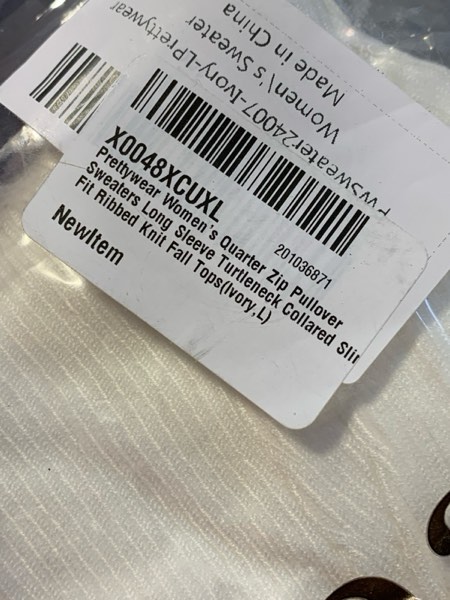 PwSweater24007-Ivory-LPrettywear
Women\'s Sweater
Made in China
X0048XCUXL
201036871
Prettywear Women's Quarter Zip Pullover
Sweaters Long Sleeve Turtleneck Collared Slim
Fit Ribbed Knit Fall Tops(Ivory,L)
NewItem